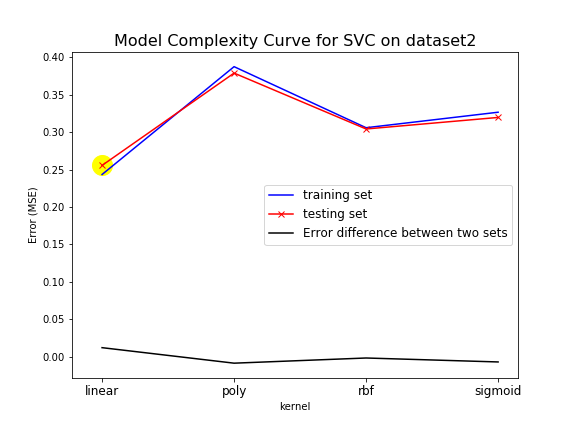 Model Complexity Curve for SVC on dataset2
0.40
0.35
0.30
0.25
0.20
0.15
0.10
0.05
0.00
Error (MSE)
training set
testing set
Error difference between two sets
linear poly rbf sigmoid
kernel